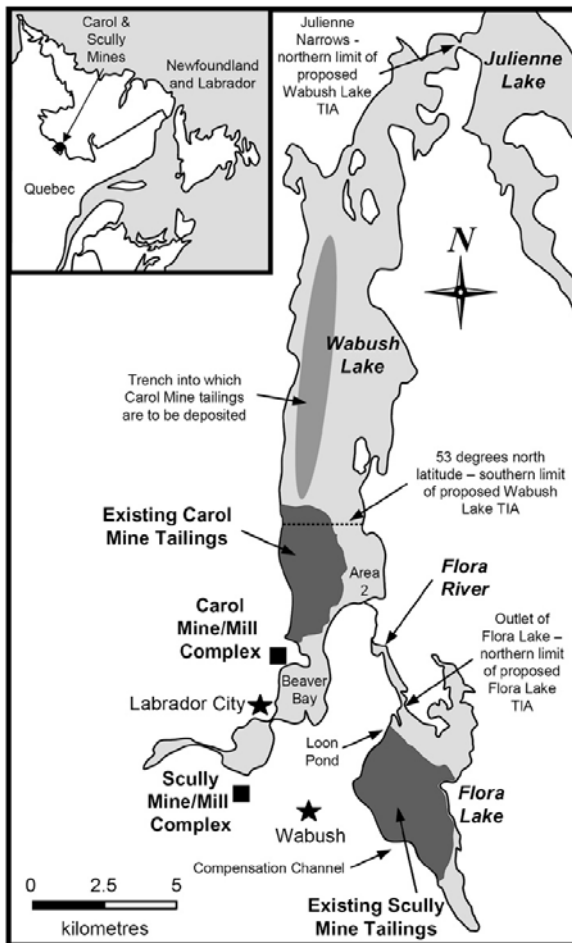 Carol &
Scully
Mines
Newfoundland
and Labrador
Quebec
Julienne
Narrows -
northern limit of
proposed
Wabush Lake
TIA
Julienne
Lake
N
Wabush
Lake
Trench into which
Carol Mine tailings
are to be deposited
53 degrees north
latitude – southern limit
of proposed Wabush
Lake TIA
Existing Carol
Mine Tailings
Area
2
Flora
River
Carol
Mine/Mill
Complex
Outlet of
Flora Lake –
northern limit
of proposed
Flora Lake
TIA
Beaver
Bay
Labrador City
Loon
Pond
Scully
Mine/Mill
Complex
Flora
Lake
Wabush
Compensation Channel
Existing Scully
Mine Tailings
0 2.5 5
kilometres